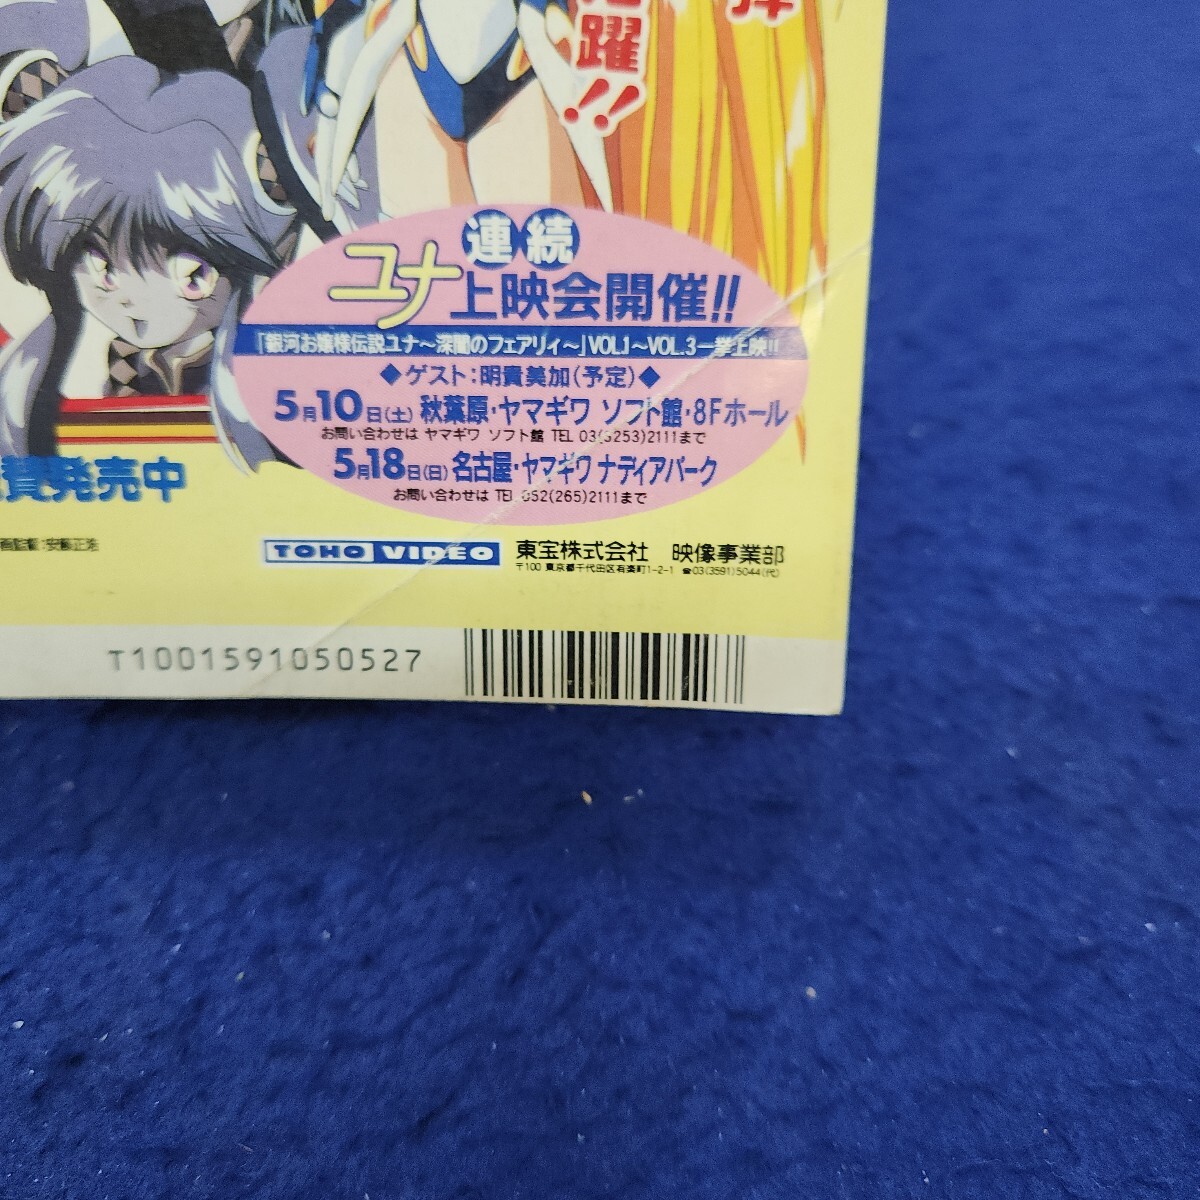 躍!!
連続
ユナ上映会開催!!
「銀河お嬢様伝説ユナ～深闇のフェアリィ～」VOL.1～VOL.3一挙上映!!
◆ゲスト:明貴美加(予定)◆
5月10日(土) 秋葉原・ヤマギワ ソフト館・8Fホール
お問い合わせは ヤマギワ ソフト館 TEL 03(3253)2111まで
5月18日(日) 名古屋・ヤマギワ ナディアパーク
お問い合わせは TEL 052(265)2111まで
賛発売中
TOHO VIDEO 東宝株式会社 映像事業部
〒100 東京都千代田区有楽町1-2-1 ☎03(3591)5044(代)
T1001591050527